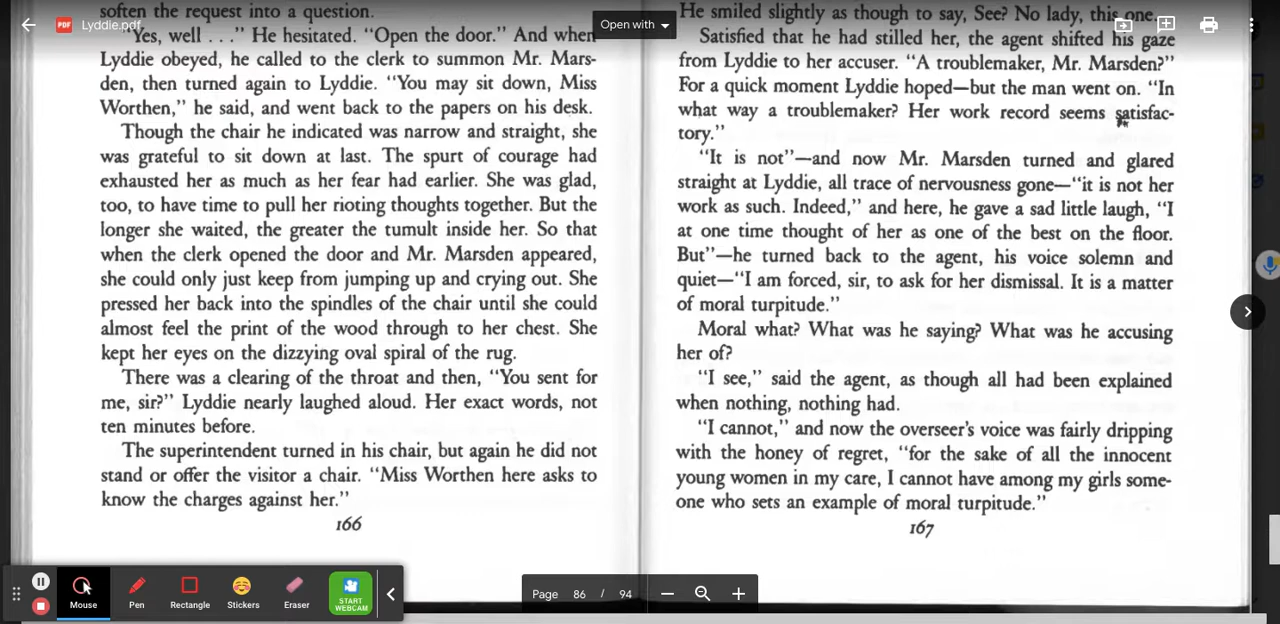 Lyddie.pdf
Open with
soften the request into a question.
"Yes, well . . ." He hesitated. "Open the door." And when
Lyddie obeyed, he called to the clerk to summon Mr. Mars-
den, then turned again to Lyddie. "You may sit down, Miss
Worthen," he said, and went back to the papers on his desk.
Though the chair he indicated was narrow and straight, she
was grateful to sit down at last. The spurt of courage had
exhausted her as much as her fear had earlier. She was glad,
too, to have time to pull her rioting thoughts together. But the
longer she waited, the greater the tumult inside her. So that
when the clerk opened the door and Mr. Marsden appeared,
she could only just keep from jumping up and crying out. She
pressed her back into the spindles of the chair until she could
almost feel the print of the wood through to her chest. She
kept her eyes on the dizzying oval spiral of the rug.
There was a clearing of the throat and then, "You sent for
me, sir?" Lyddie nearly laughed aloud. Her exact words, not
ten minutes before.
The superintendent turned in his chair, but again he did not
stand or offer the visitor a chair. "Miss Worthen here asks to
know the charges against her."
166
He smiled slightly as though to say, See? No lady, this one.
Satisfied that he had stilled her, the agent shifted his gaze
from Lyddie to her accuser. "A troublemaker, Mr. Marsden?"
For a quick moment Lyddie hoped—but the man went on. "In
what way a troublemaker? Her work record seems satisfac-
tory."
"It is not"—and now Mr. Marsden turned and glared
straight at Lyddie, all trace of nervousness gone—"it is not her
work as such. Indeed," and here, he gave a sad little laugh, "I
at one time thought of her as one of the best on the floor.
But"—he turned back to the agent, his voice solemn and
quiet—"I am forced, sir, to ask for her dismissal. It is a matter
of moral turpitude."
Moral what? What was he saying? What was he accusing
her of?
"I see," said the agent, as though all had been explained
when nothing, nothing had.
"I cannot," and now the overseer's voice was fairly dripping
with the honey of regret, "for the sake of all the innocent
young women in my care, I cannot have among my girls some-
one who sets an example of moral turpitude."
167
Mouse
Pen
Rectangle
Stickers
Eraser
START
WEBCAM
Page 86 / 94